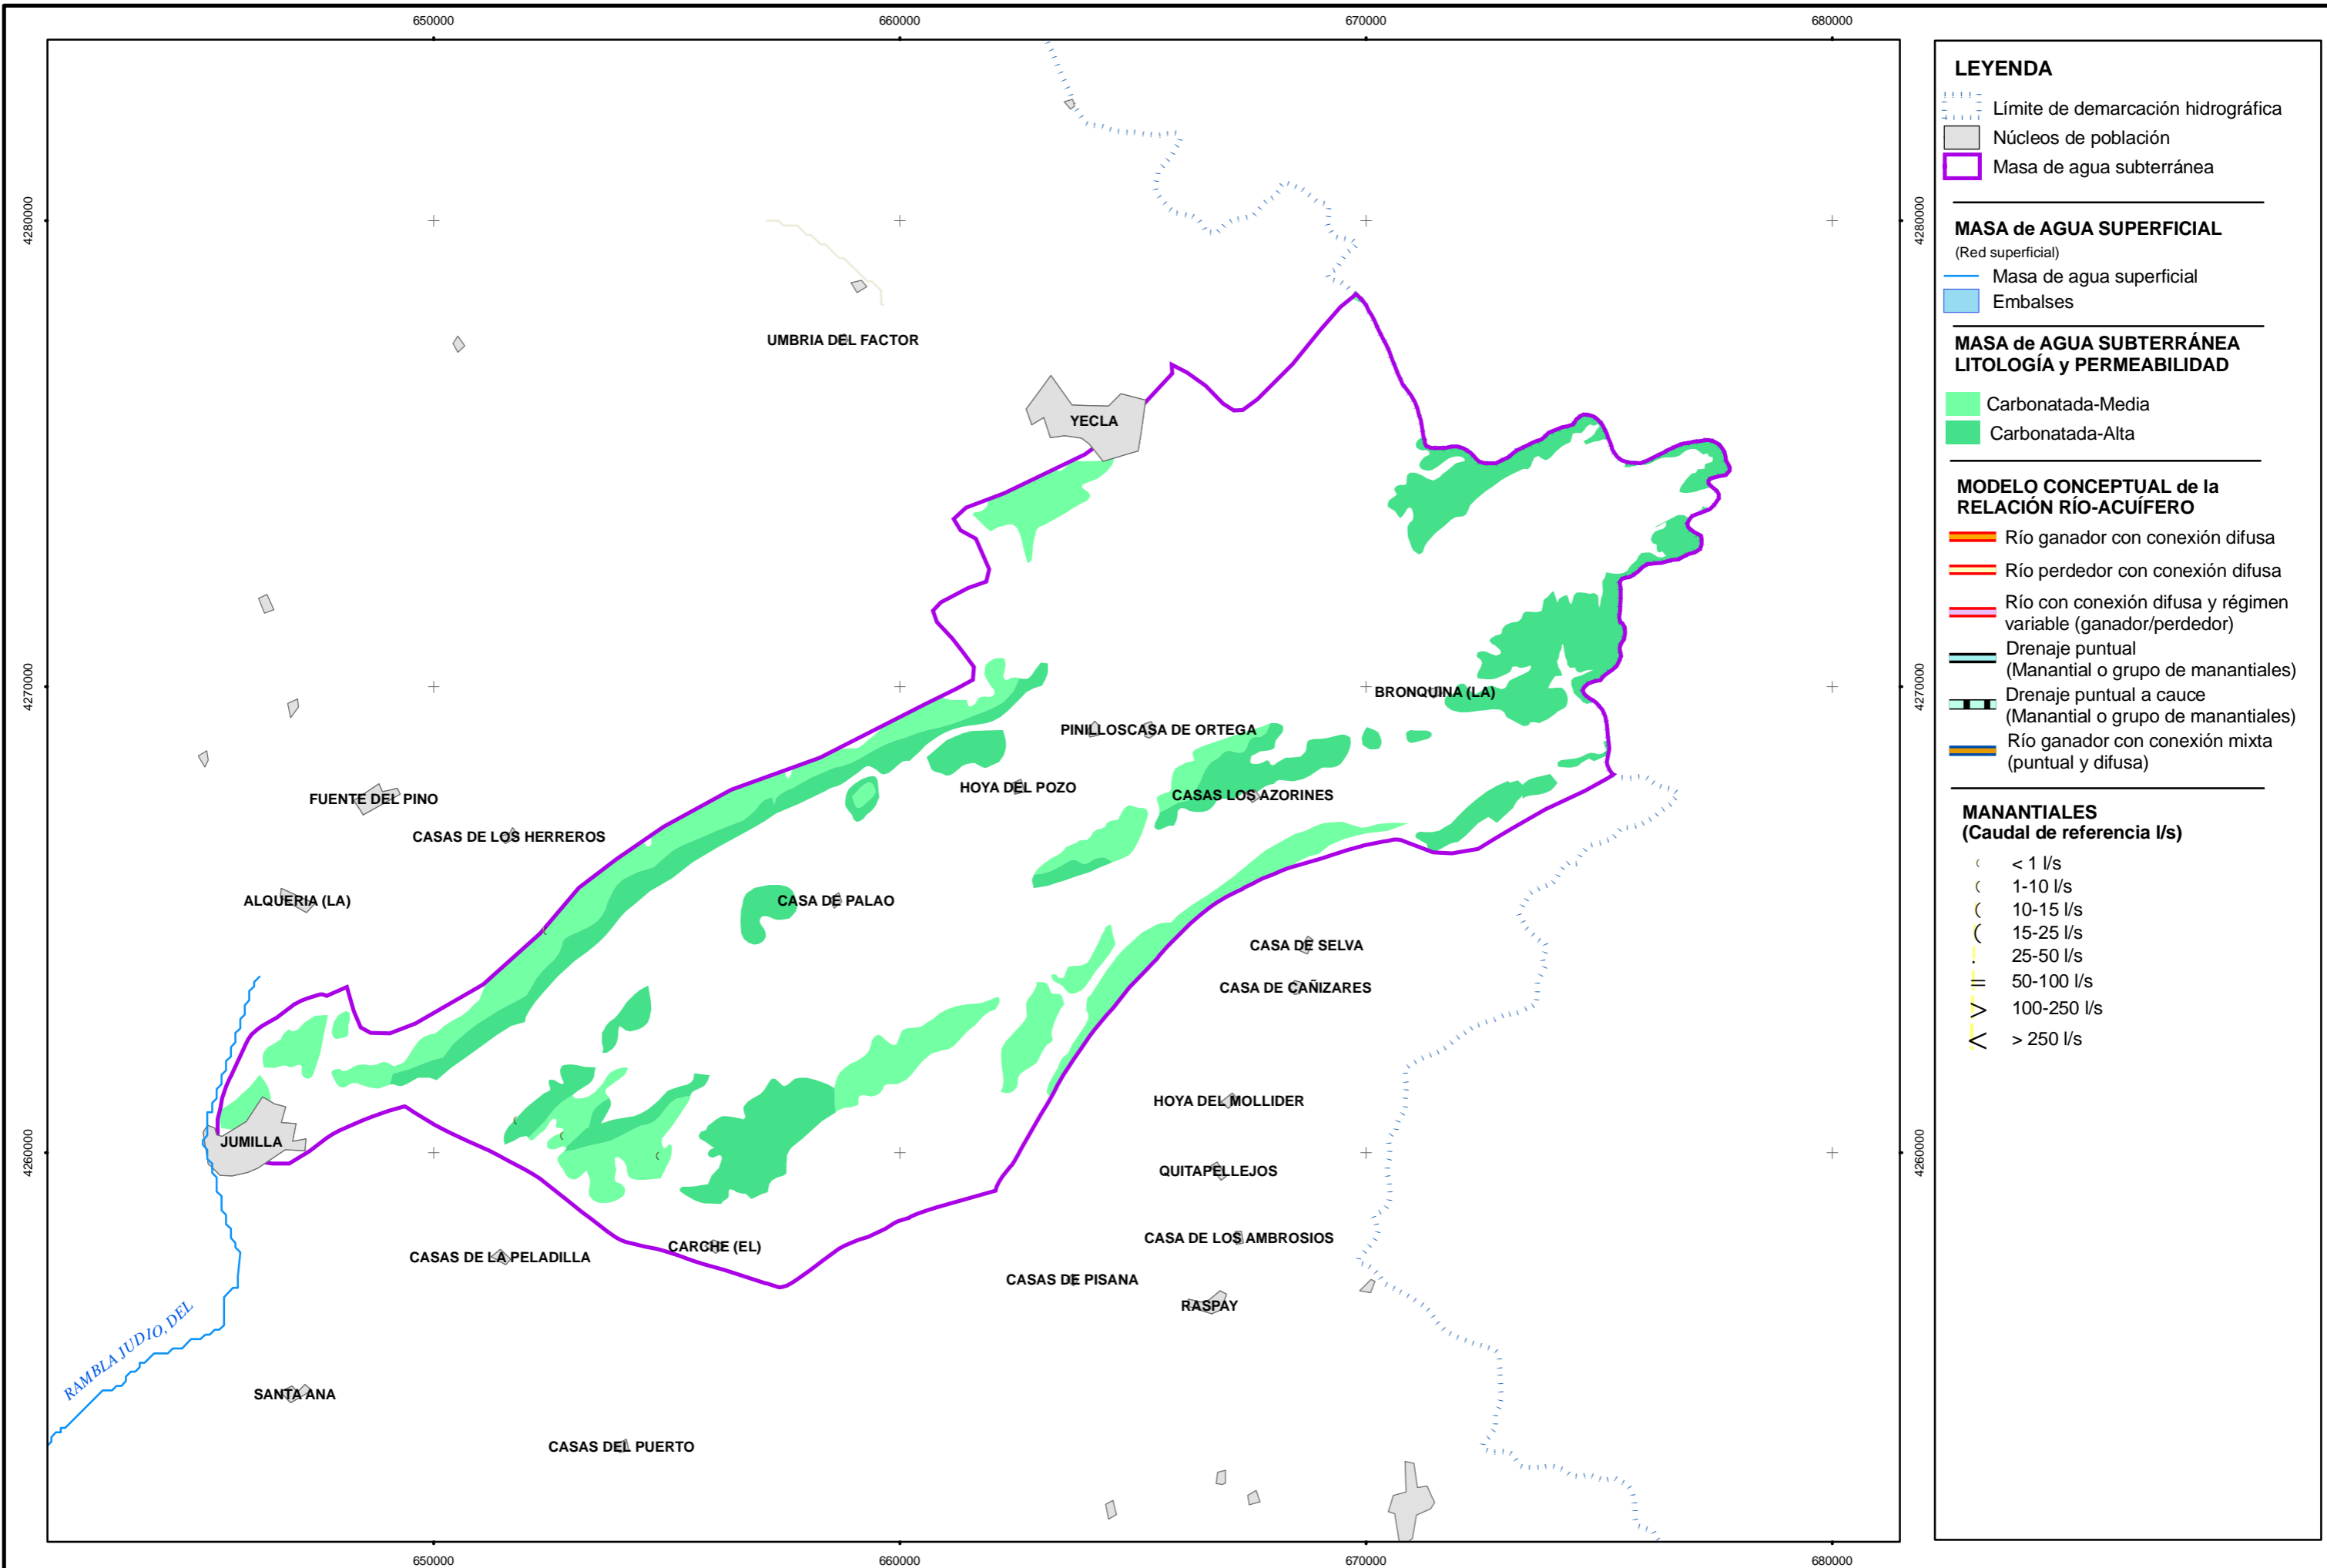 650000
660000
670000
680000
4280000
4280000
4270000
4270000
4260000
4260000
UMBRIA DEL FACTOR
YECLA
BRONQUINA (LA)
PINILLOS
CASA DE ORTEGA
HOYA DEL POZO
CASAS LOS AZORINES
FUENTE DEL PINO
CASAS DE LOS HERREROS
ALQUERIA (LA)
CASA DE PALAO
CASA DE SELVA
CASA DE CAÑIZARES
HOYA DEL MOLLIDER
JUMILLA
QUITAPELLEJOS
CASA DE LOS AMBROSIOS
CARCHE (EL)
CASAS DE LA PELADILLA
CASAS DE PISANA
RASPAY
RAMBLA JUDIO, DEL
SANTA ANA
CASAS DEL PUERTO
650000
660000
670000
680000
LEYENDA
Límite de demarcación hidrográfica
Núcleos de población
Masa de agua subterránea
MASA de AGUA SUPERFICIAL
(Red superficial)
Masa de agua superficial
Embalses
MASA de AGUA SUBTERRÁNEA
LITOLOGÍA y PERMEABILIDAD
Carbonatada-Media
Carbonatada-Alta
MODELO CONCEPTUAL de la
RELACIÓN RÍO-ACUÍFERO
Río ganador con conexión difusa
Río perdedor con conexión difusa
Río con conexión difusa y régimen
variable (ganador/perdedor)
Drenaje puntual
(Manantial o grupo de manantiales)
Drenaje puntual a cauce
(Manantial o grupo de manantiales)
Río ganador con conexión mixta
(puntual y difusa)
MANANTIALES
(Caudal de referencia l/s)
< 1 l/s
1-10 l/s
10-15 l/s
15-25 l/s
25-50 l/s
50-100 l/s
100-250 l/s
> 250 l/s